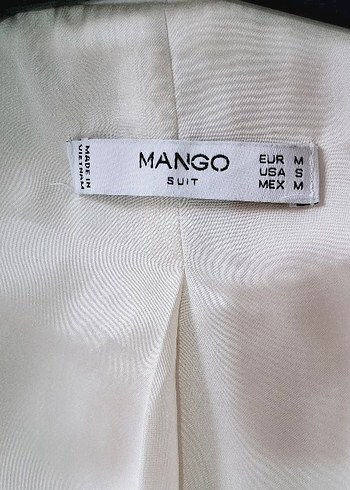 MADE IN
VIETNAM
MANGO
SUIT
EUR M
USA S
MEX M